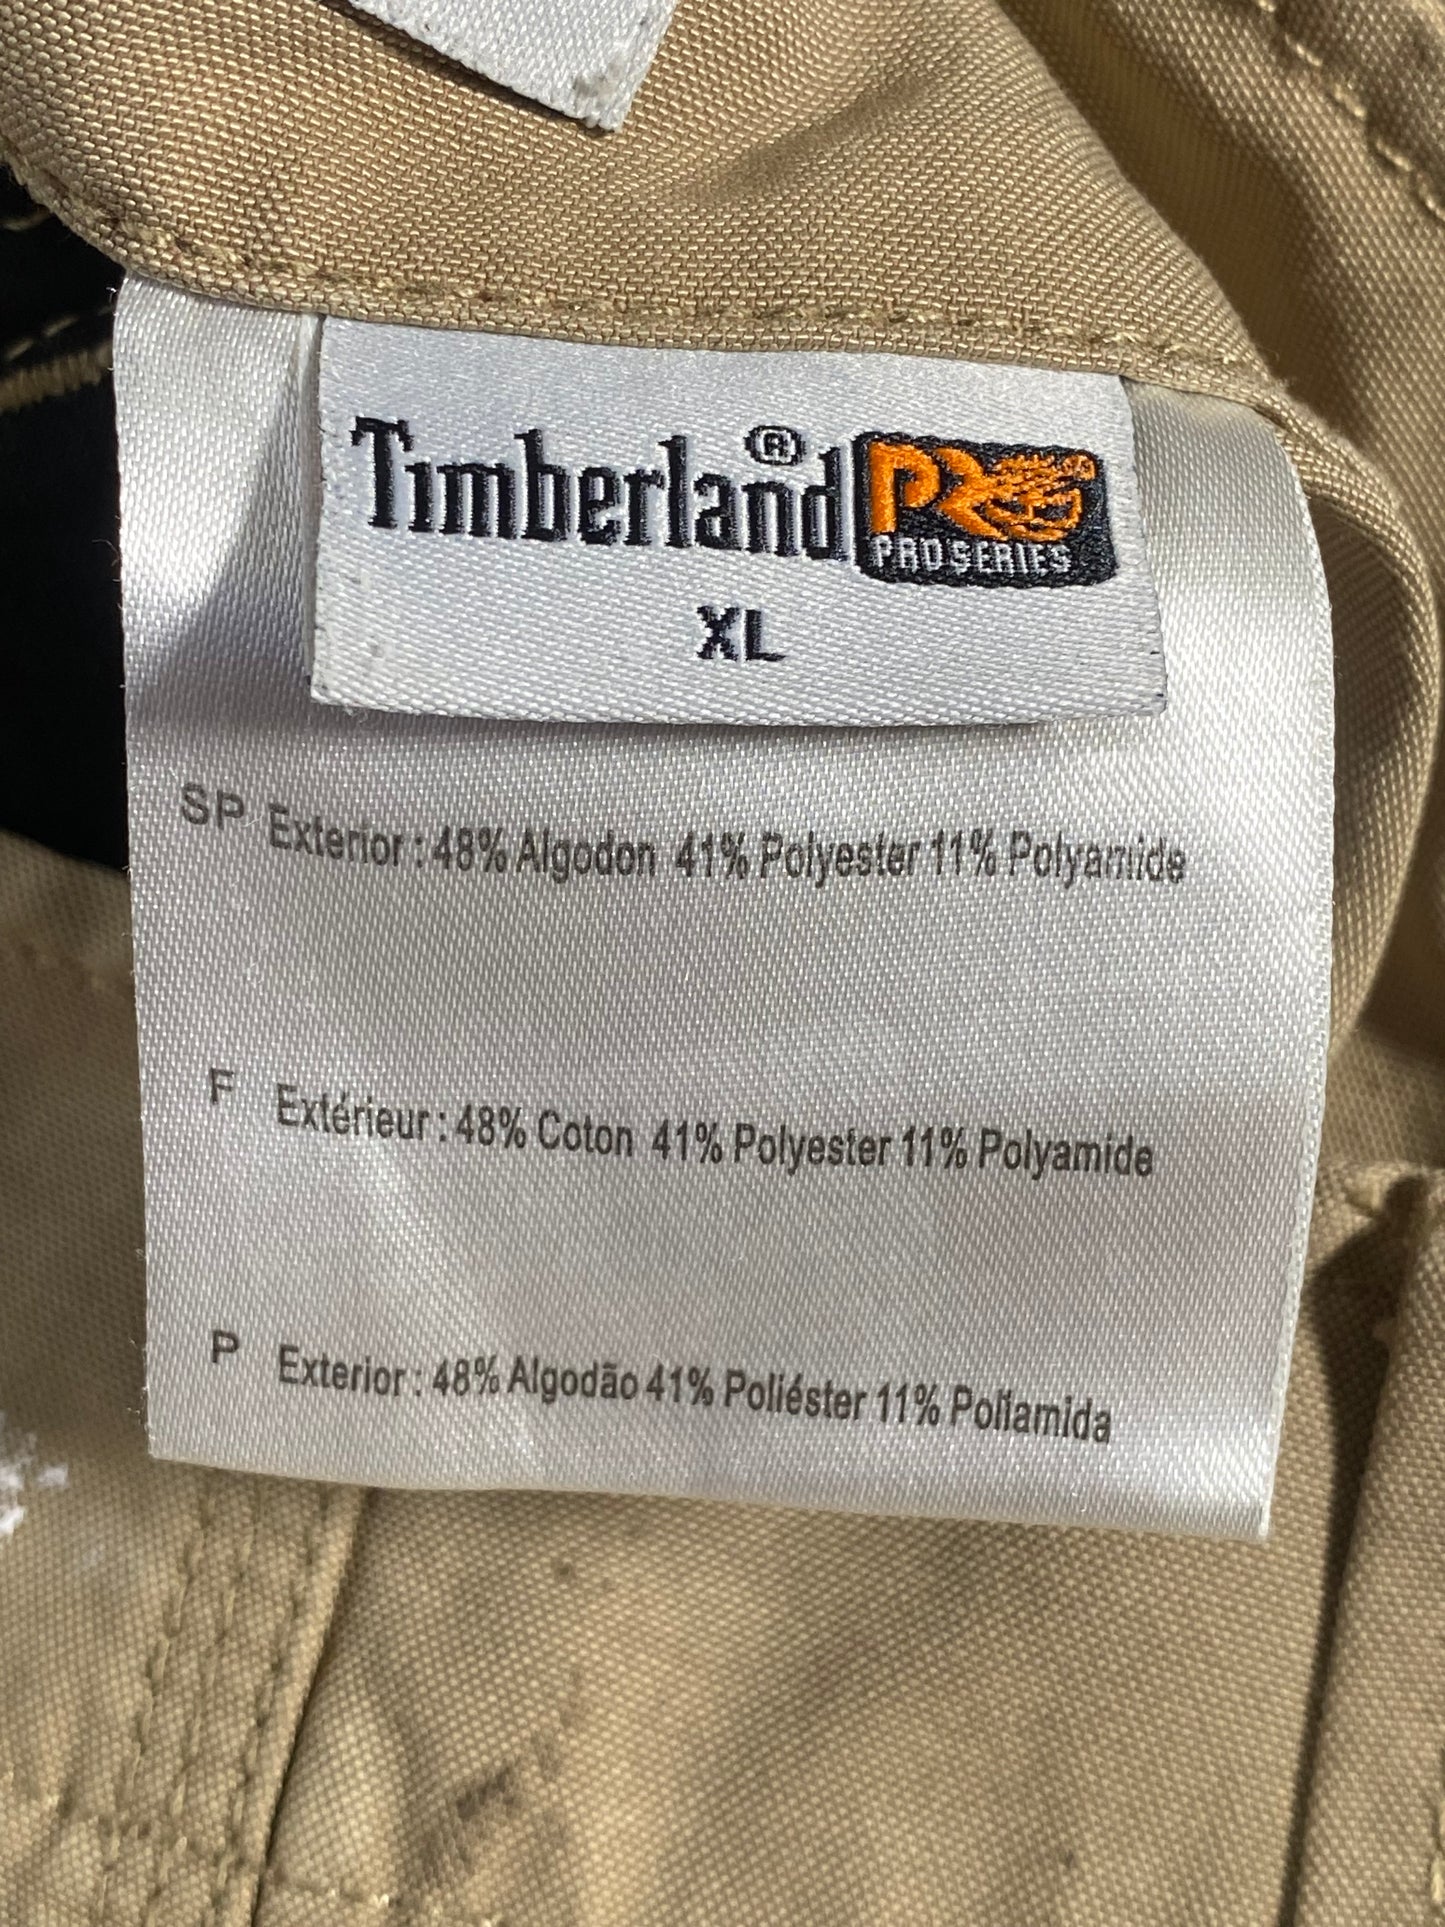 Timberland® PRO
PRO SERIES
XL
SP Exterior : 48% Algodon 41% Polyester 11% Polyamide
F Extérieur : 48% Coton 41% Polyester 11% Polyamide
P Exterior : 48% Algodão 41% Poliéster 11% Poliamida